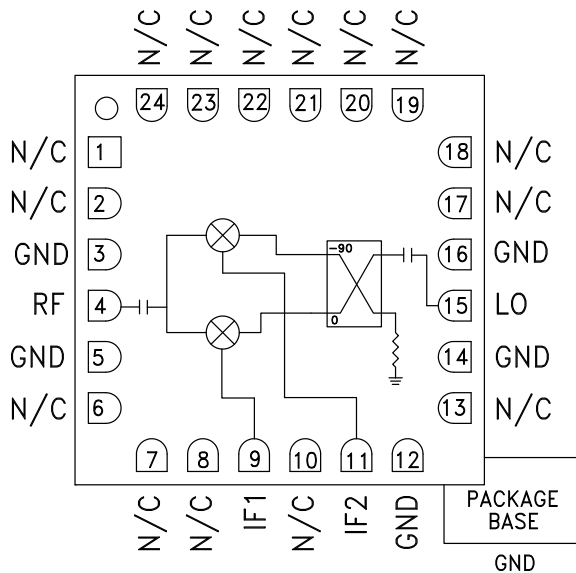 N/C N/C N/C N/C N/C N/C
24 23 22 21 20 19
N/C 1 18 N/C
N/C 2 17 N/C
GND 3 -90 16 GND
RF 4 15 LO
0
GND 5 14 GND
N/C 6 13 N/C
7 8 9 10 11 12
N/C N/C IF1 N/C IF2 GND
PACKAGE
BASE
GND